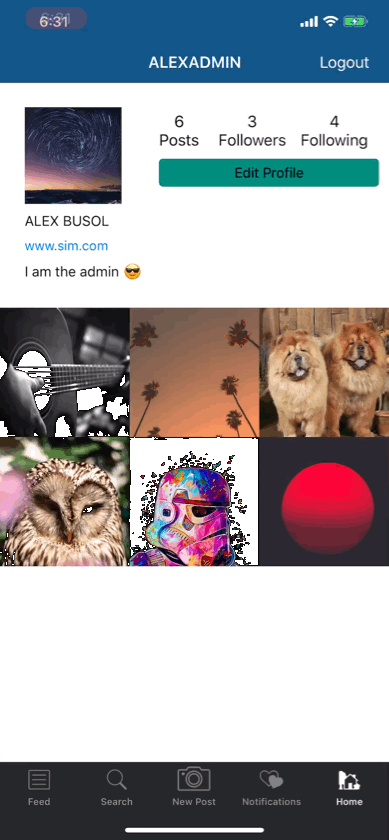 6:31
ALEXADMIN
Logout
6
Posts
3
Followers
4
Following
Edit Profile
ALEX BUSOL
www.sim.com
I am the admin 😎
Feed
Search
New Post
Notifications
Home